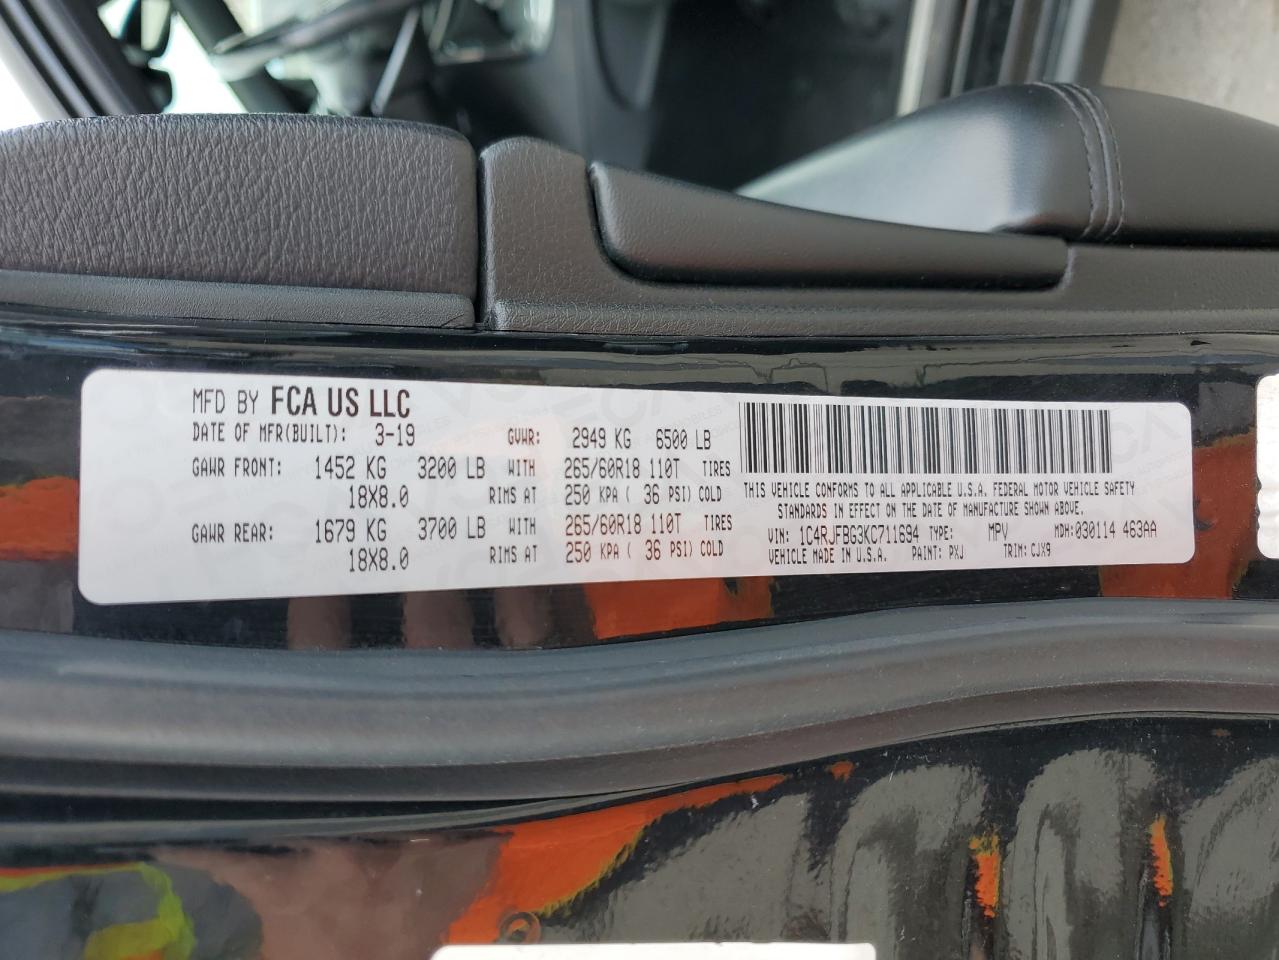 MFD BY FCA US LLC
DATE OF MFR(BUILT): 3-19 GVWR: 2949 KG 6500 LB
GAWR FRONT: 1452 KG 3200 LB WITH 265/60R18 110T TIRES
18X8.0 RIMS AT 250 KPA ( 36 PSI) COLD
GAWR REAR: 1679 KG 3700 LB WITH 265/60R18 110T TIRES
18X8.0 RIMS AT 250 KPA ( 36 PSI) COLD
THIS VEHICLE CONFORMS TO ALL APPLICABLE U.S.A. FEDERAL MOTOR VEHICLE SAFETY
STANDARDS IN EFFECT ON THE DATE OF MANUFACTURE SHOWN ABOVE.
VIN: 1C4RJFBG3KC711694 TYPE: MPV MDH:030114 463AA
VEHICLE MADE IN U.S.A. PAINT: PXJ TRIM: CJX9